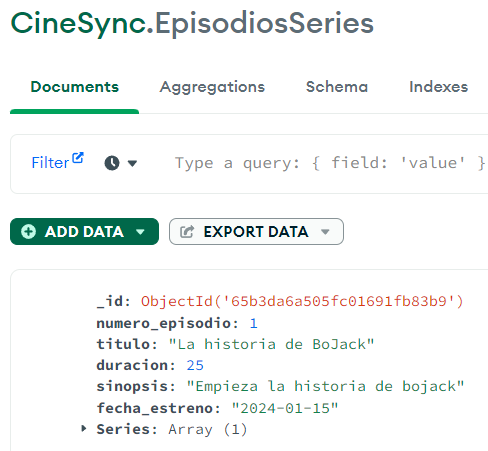 CineSync.EpisodiosSeries
Documents Aggregations Schema Indexes
Filter Type a query: { field: 'value' }
ADD DATA EXPORT DATA
_id: ObjectId('65b3da6a505fc01691fb83b9')
numero_episodio: 1
titulo: "La historia de BoJack"
duracion: 25
sinopsis: "Empieza la historia de bojack"
fecha_estreno: "2024-01-15"
Series: Array (1)